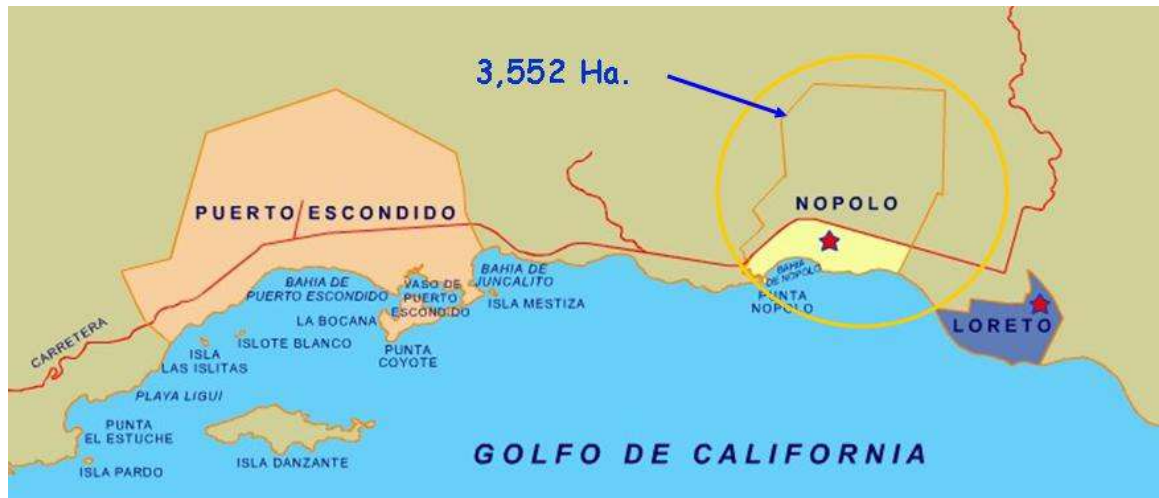 3,552 Ha.
NOPOLO
PUERTO ESCONDIDO
BAHIA DE
JUNCALITO
ISLA MESTIZA
BAHIA DE
PUERTO ESCONDIDO
VASO DE
PUERTO
ESCONDIDO
LA BOCANA
PUNTA
COYOTE
BAHIA
DE NOPOLO
PUNTA
NOPOLO
LORETO
CARRETERA
ISLOTE BLANCO
ISLA
LAS ISLITAS
PLAYA LIGUI
PUNTA
EL ESTUCHE
ISLA PARDO
ISLA DANZANTE
GOLFO DE CALIFORNIA